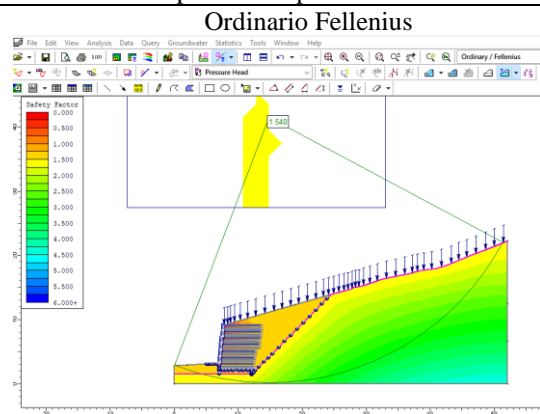 Ordinario Fellenius
File Edit View Analysis Data Query Groundwater Statistics Tools Window Help
Ordinary / Fellenius
Pressure Head
Safety Factor
0.000
0.500
1.000
1.500
2.000
2.500
3.000
3.500
4.000
4.500
5.000
5.500
6.000+
1.540